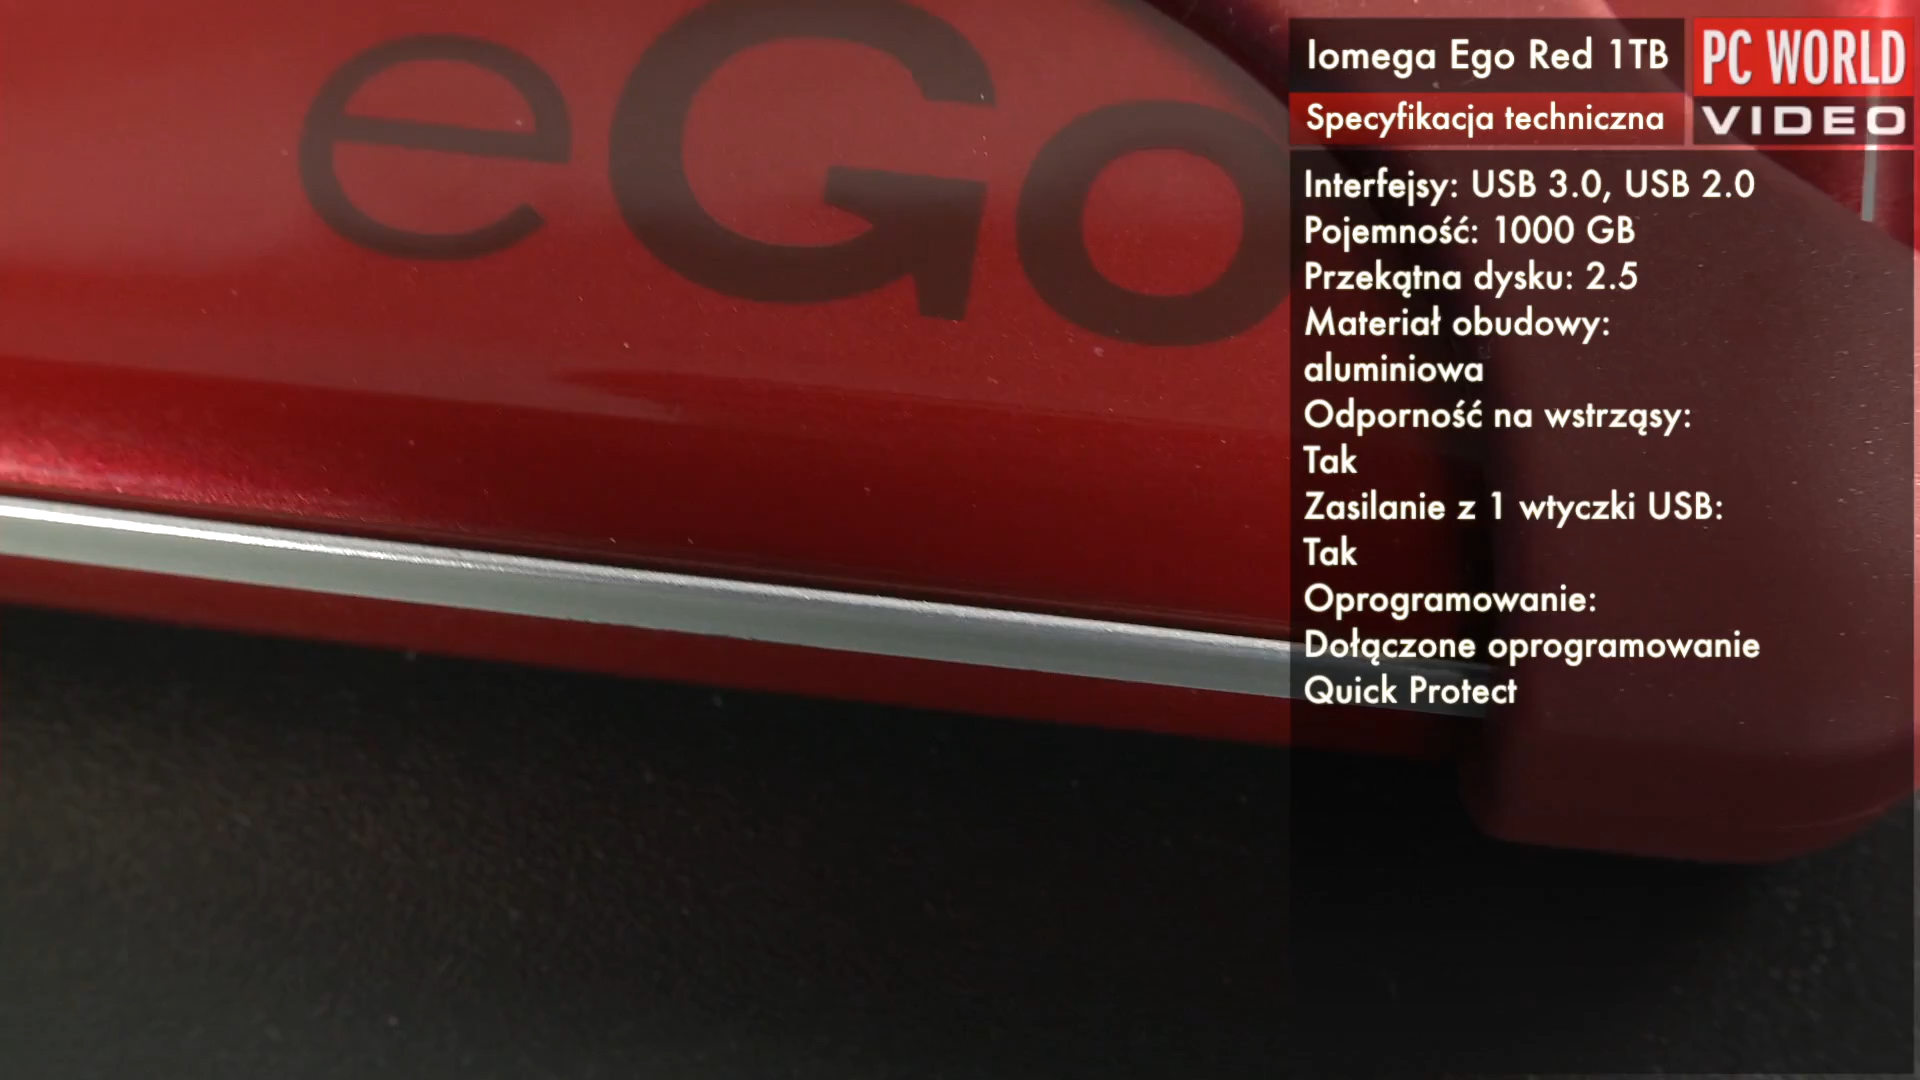 eGo
Iomega Ego Red 1TB
PC WORLD
VIDEO
Specyfikacja techniczna
Interfejsy: USB 3.0, USB 2.0
Pojemność: 1000 GB
Przekątna dysku: 2.5
Materiał obudowy:
aluminiowa
Odporność na wstrząsy:
Tak
Zasilanie z 1 wtyczki USB:
Tak
Oprogramowanie:
Dołączone oprogramowanie
Quick Protect